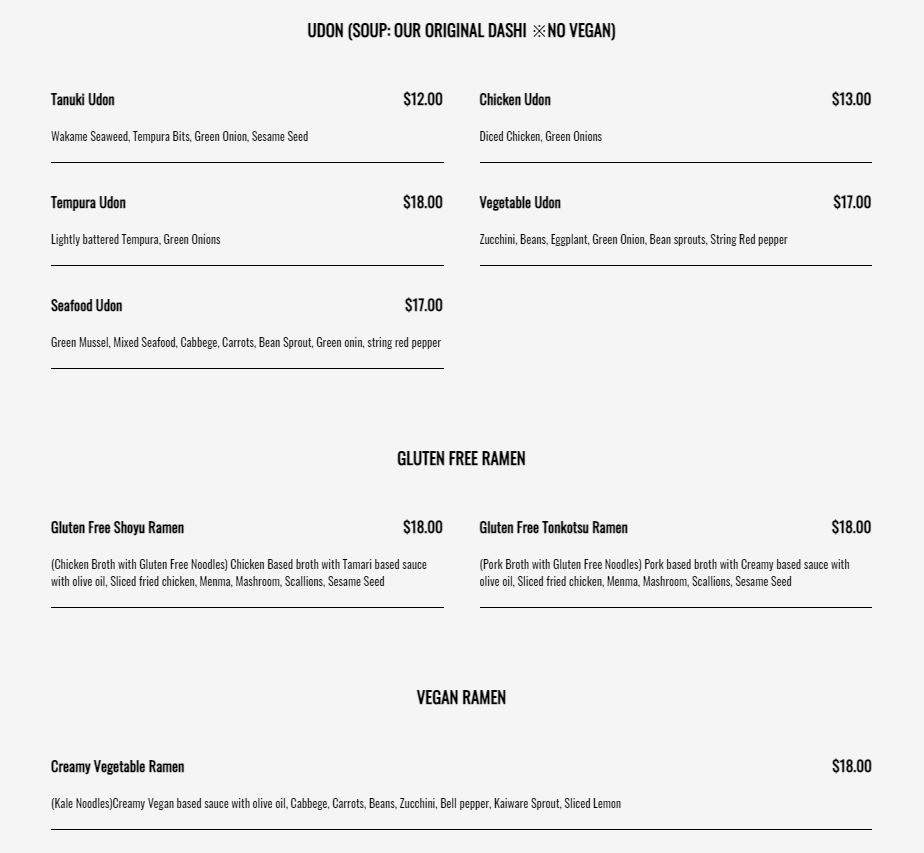 UDON (SOUP: OUR ORIGINAL DASHI ※NO VEGAN)
Tanuki Udon $12.00
Wakame Seaweed, Tempura Bits, Green Onion, Sesame Seed
Chicken Udon $13.00
Diced Chicken, Green Onions
Tempura Udon $18.00
Lightly battered Tempura, Green Onions
Vegetable Udon $17.00
Zucchini, Beans, Eggplant, Green Onion, Bean sprouts, String Red pepper
Seafood Udon $17.00
Green Mussel, Mixed Seafood, Cabbege, Carrots, Bean Sprout, Green onin, string red pepper
GLUTEN FREE RAMEN
Gluten Free Shoyu Ramen $18.00
(Chicken Broth with Gluten Free Noodles) Chicken Based broth with Tamari based sauce
with olive oil, Sliced fried chicken, Menma, Mashroom, Scallions, Sesame Seed
Gluten Free Tonkotsu Ramen $18.00
(Pork Broth with Gluten Free Noodles) Pork based broth with Creamy based sauce with
olive oil, Sliced fried chicken, Menma, Mashroom, Scallions, Sesame Seed
VEGAN RAMEN
Creamy Vegetable Ramen $18.00
(Kale Noodles)Creamy Vegan based sauce with olive oil, Cabbege, Carrots, Beans, Zucchini, Bell pepper, Kaiware Sprout, Sliced Lemon